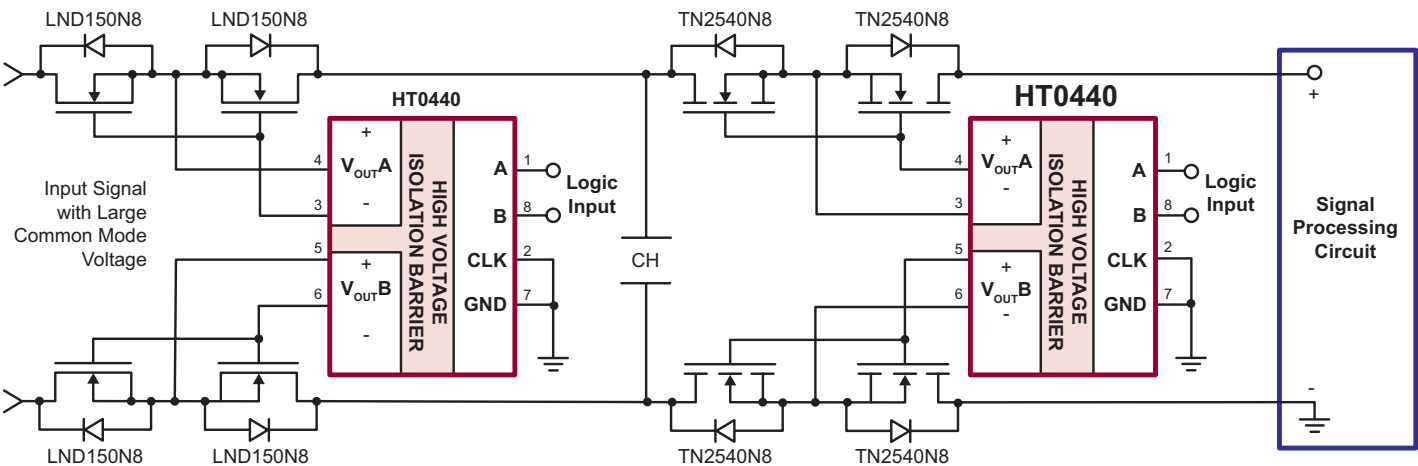 LND150N8
LND150N8
TN2540N8
TN2540N8
HT0440
HT0440
+
VOUTA
-
4
3
5
6
+
VOUTB
-
HIGH VOLTAGE
ISOLATION BARRIER
A
B
CLK
GND
1
8
2
7
Logic
Input
Input Signal
with Large
Common Mode
Voltage
CH
+
VOUTA
-
4
3
5
6
+
VOUTB
-
HIGH VOLTAGE
ISOLATION BARRIER
A
B
CLK
GND
1
8
2
7
Logic
Input
+
Signal
Processing
Circuit
-
LND150N8
LND150N8
TN2540N8
TN2540N8